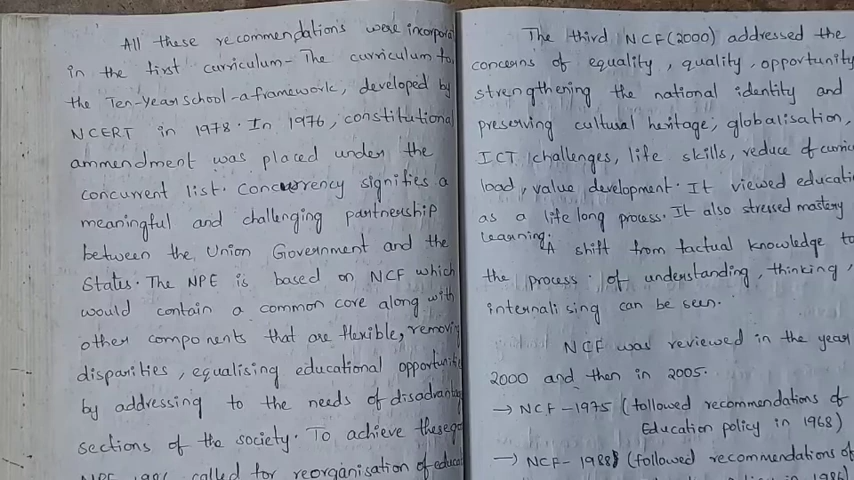 All these recommendations were incorpora
in the first curriculum - The curriculum to
the Ten-Year School - a framework, developed by
NCERT in 1978. In 1976, constitutional
ammendment was placed under the
concurrent list. Concurrency signifies a
meaningful and challenging partnership
between the Union Government and the
States. The NPE is based on NCF which
would contain a common core along with
other components that are flexible, removin
disparities, equalising educational opportuniti
by addressing to the needs of disadvantag
sections of the society. To achieve these go
called for reorganisation of educat
The third NCF (2000) addressed the
concerns of equality, quality, opportunity
strengthening the national identity and
preserving cultural heritage, globalisation,
ICT challenges, life skills, reduce of curric
load, value development. It viewed educati
as a life long process. It also stressed mastery
learning. A shift from factual knowledge to
the process of understanding, thinking,
internalising can be seen.
NCF was reviewed in the year
2000 and then in 2005.
→ NCF - 1975 (followed recommendations of
Education policy in 1968)
→ NCF - 1988 (followed recommendations of
in 1986)